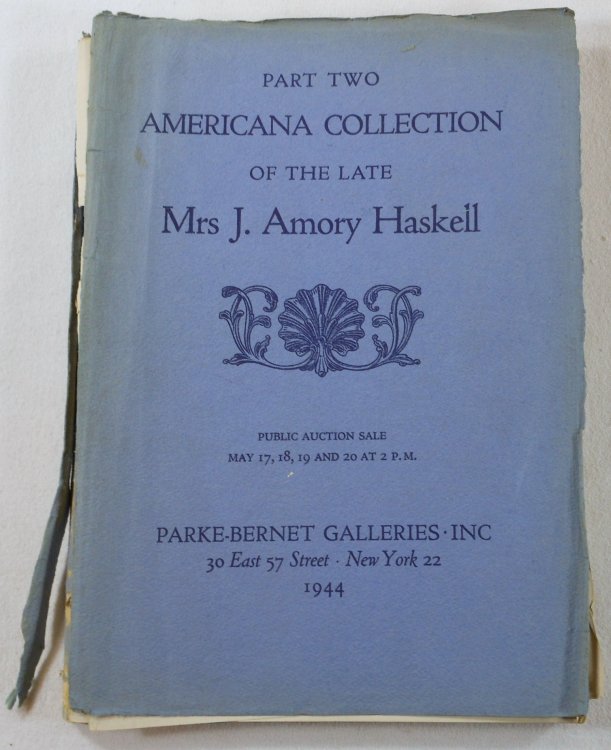 PART TWO
AMERICANA COLLECTION
OF THE LATE
Mrs J. Amory Haskell
PUBLIC AUCTION SALE
MAY 17, 18, 19 AND 20 AT 2 P.M.
PARKE-BERNET GALLERIES · INC
30 East 57 Street · New York 22
1944